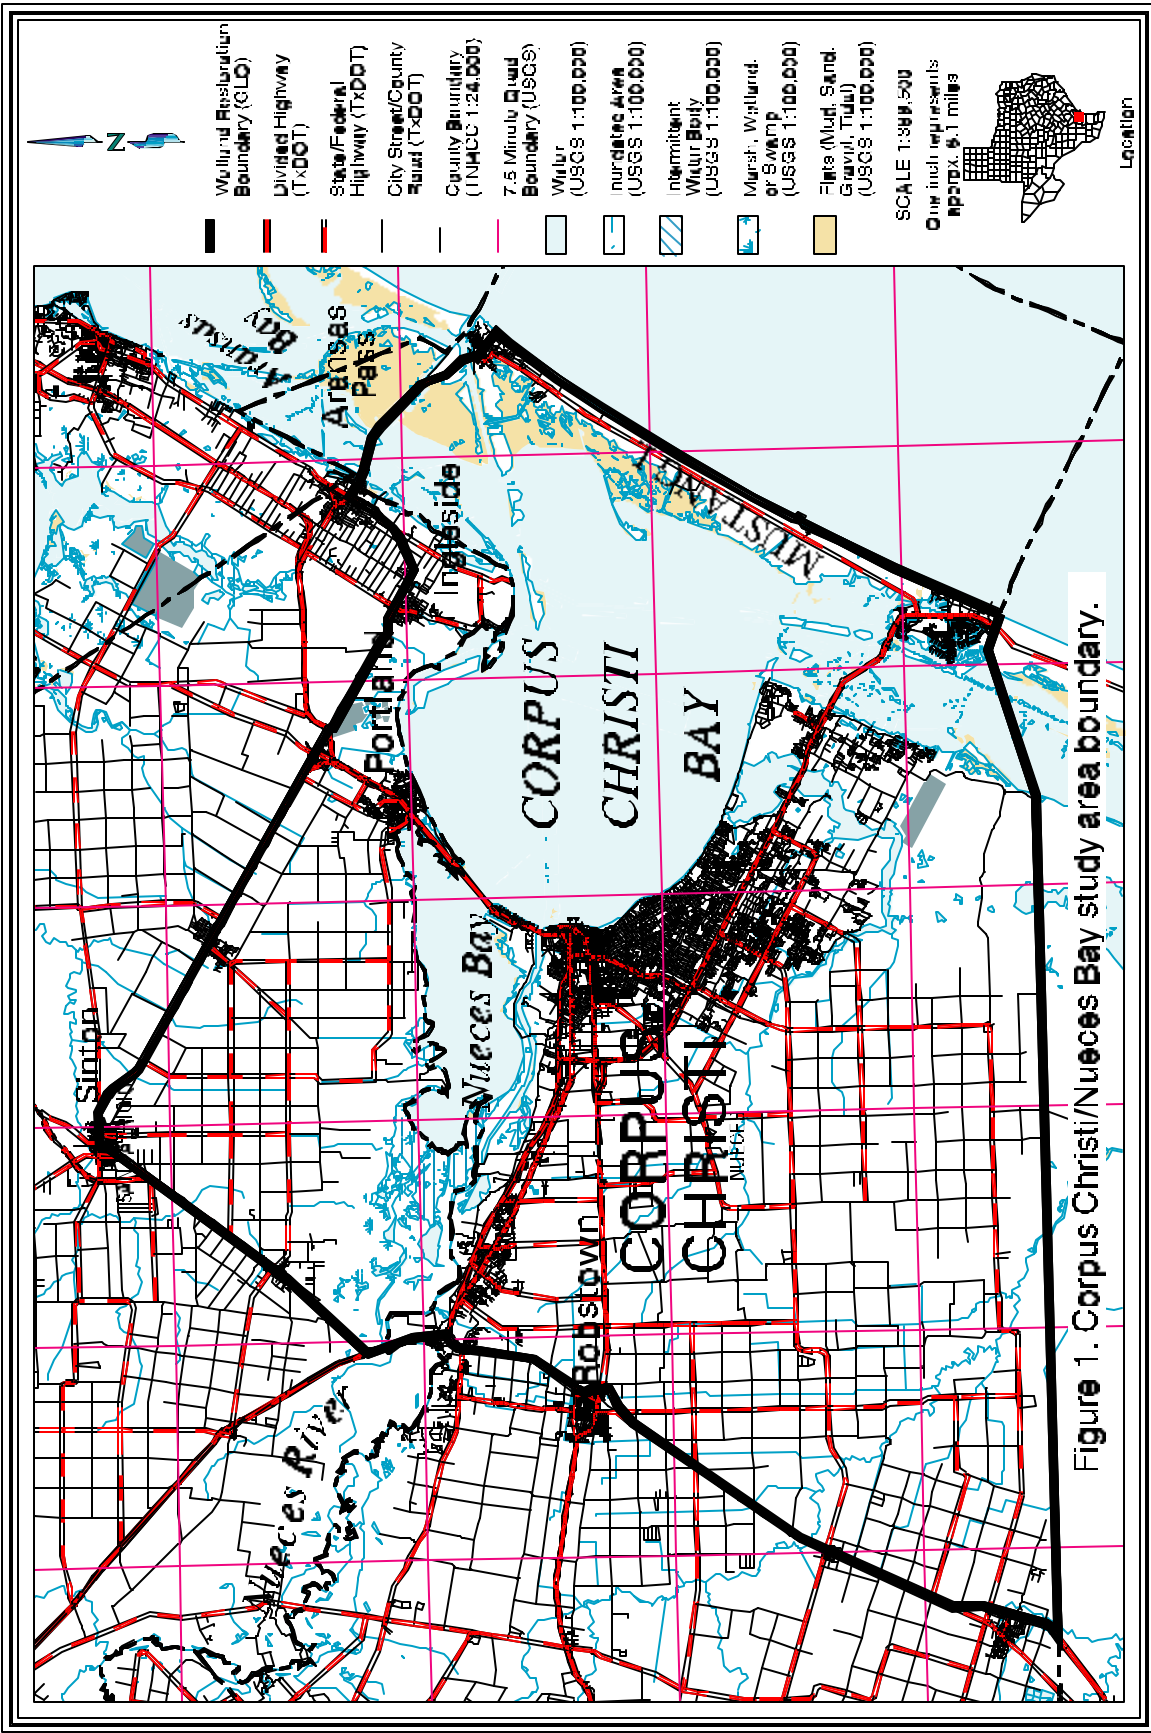 N
Wetland Restoration
Boundary (GLO)
Divided Highway
(TxDOT)
State/Federal
Highway (TxDOT)
City Street/County
Road (TxDOT)
County Boundary
(TNRCC 1:24,000)
7.5 Minute Quad
Boundary (USGS)
Water
(USGS 1:100,000)
Inundated Area
(USGS 1:100,000)
Intermittent
Water Body
(USGS 1:100,000)
Marsh, Wetland,
or Swamp
(USGS 1:100,000)
Flats (Mud, Sand,
Gravel, Tidal)
(USGS 1:100,000)
One inch represents
approx. 6.1 miles
Location
Aransas
Bay
Aransas
Pass
Ingleside
Portland
Sinton
MUSTANG
CORPUS
CHRISTI
BAY
Nueces Bay
CORPUS
CHRISTI
Robstown
Nueces River
Figure 1. Corpus Christi/Nueces Bay study area boundary.